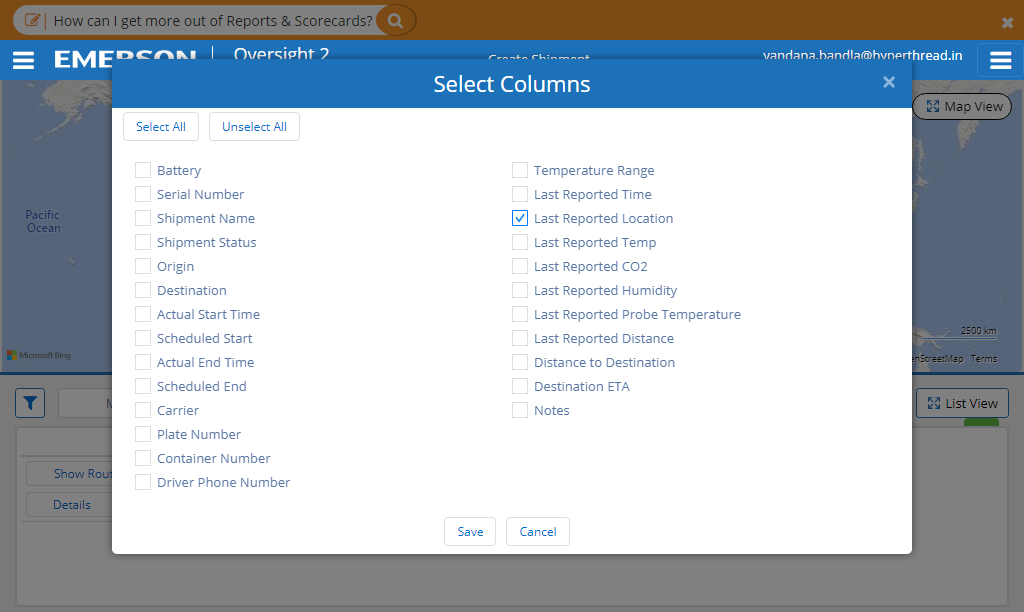 How can I get more out of Reports & Scorecards?
EMERSON Oversight 2 Create Shipment vandana.bandla@hyperthread.in
Select Columns
Map View
Select All Unselect All
Battery
Serial Number
Shipment Name
Shipment Status
Origin
Destination
Actual Start Time
Scheduled Start
Actual End Time
Scheduled End
Carrier
Plate Number
Container Number
Driver Phone Number
Temperature Range
Last Reported Time
Last Reported Location
Last Reported Temp
Last Reported CO2
Last Reported Humidity
Last Reported Probe Temperature
Last Reported Distance
Distance to Destination
Destination ETA
Notes
Save Cancel
Pacific
Ocean
Microsoft Bing
2500 km
enStreetMap Terms
M
List View
Show Rout
Details